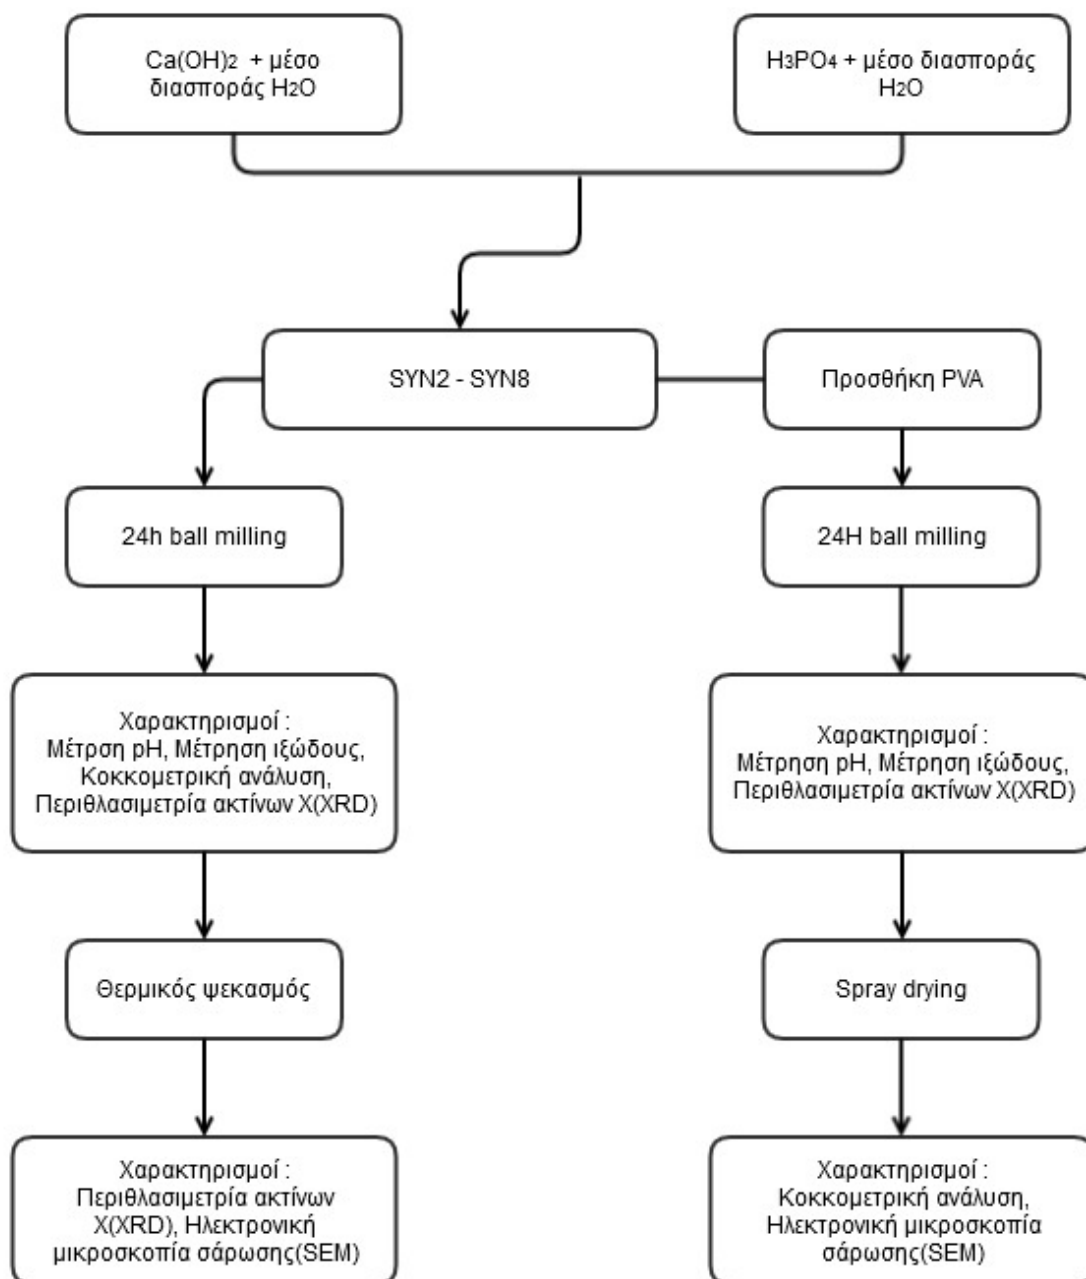 Ca(OH)2 + μέσο
διασποράς H2O
H3PO4 + μέσο διασποράς
H2O
SYN2 - SYN8
Προσθήκη PVA
24h ball milling
24H ball milling
Χαρακτηρισμοί :
Μέτρση pH, Μέτρηση ιξώδους,
Κοκκομετρική ανάλυση,
Περιθλασιμετρία ακτίνων X(XRD)
Χαρακτηρισμοί :
Μέτρηση pH, Μέτρηση ιξώδους,
Περιθλασιμετρία ακτίνων X(XRD)
Θερμικός ψεκασμός
Spray drying
Χαρακτηρισμοί :
Περιθλασιμετρία ακτίνων
X(XRD), Ηλεκτρονική
μικροσκοπία σάρωσης(SEM)
Χαρακτηρισμοί :
Κοκκομετρική ανάλυση,
Ηλεκτρονική μικροσκοπία
σάρωσης(SEM)